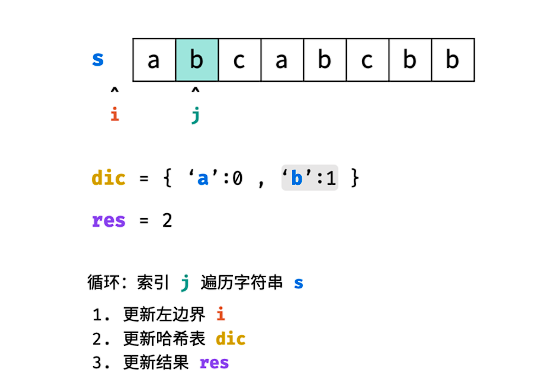 s a b c a b c b b
^ ^
i j
dic = { ‘a’:0 , ‘b’:1 }
res = 2
循环: 索引 j 遍历字符串 s
1. 更新左边界 i
2. 更新哈希表 dic
3. 更新结果 res